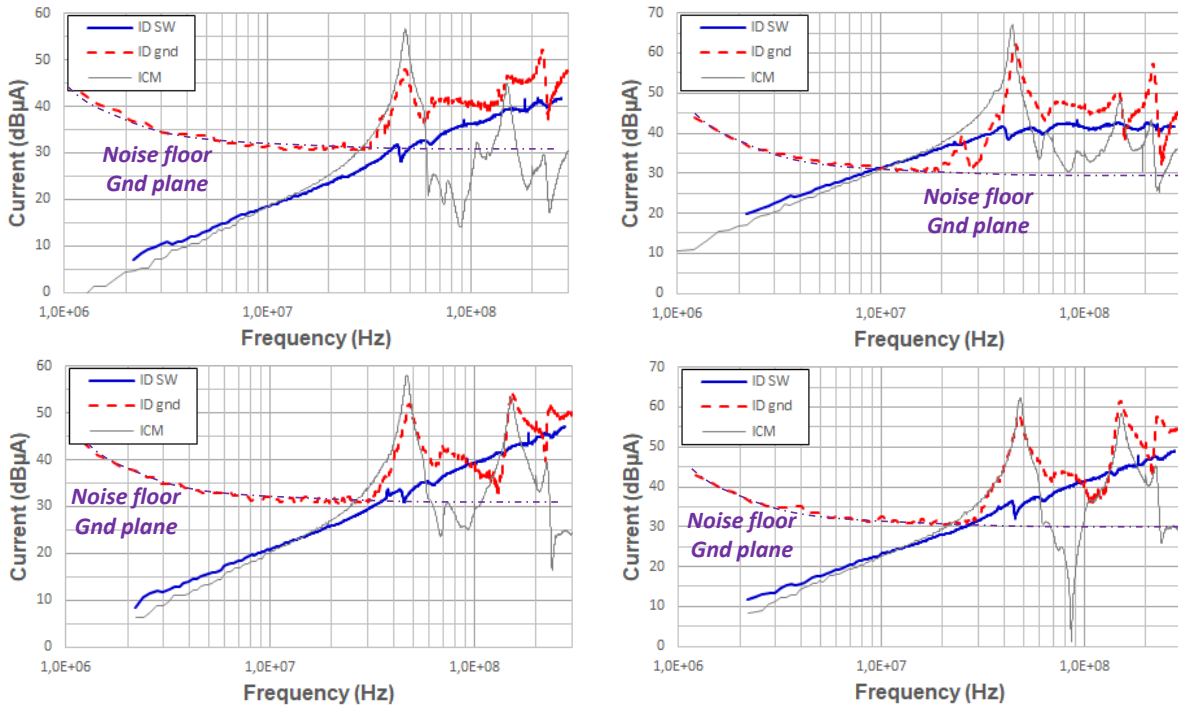 60
50
40
30
20
10
0
Current (dBµA)
ID SW
ID gnd
ICM
Noise floor
Gnd plane
1,0E+06 1,0E+07 1,0E+08
Frequency (Hz)
70
60
50
40
30
20
10
0
Current (dBµA)
ID SW
ID gnd
ICM
Noise floor
Gnd plane
1,0E+06 1,0E+07 1,0E+08
Frequency (Hz)
60
50
40
30
20
10
0
Current (dBµA)
ID SW
ID gnd
ICM
Noise floor
Gnd plane
1,0E+06 1,0E+07 1,0E+08
Frequency (Hz)
70
60
50
40
30
20
10
0
Current (dBµA)
ID SW
ID gnd
ICM
Noise floor
Gnd plane
1,0E+06 1,0E+07 1,0E+08
Frequency (Hz)